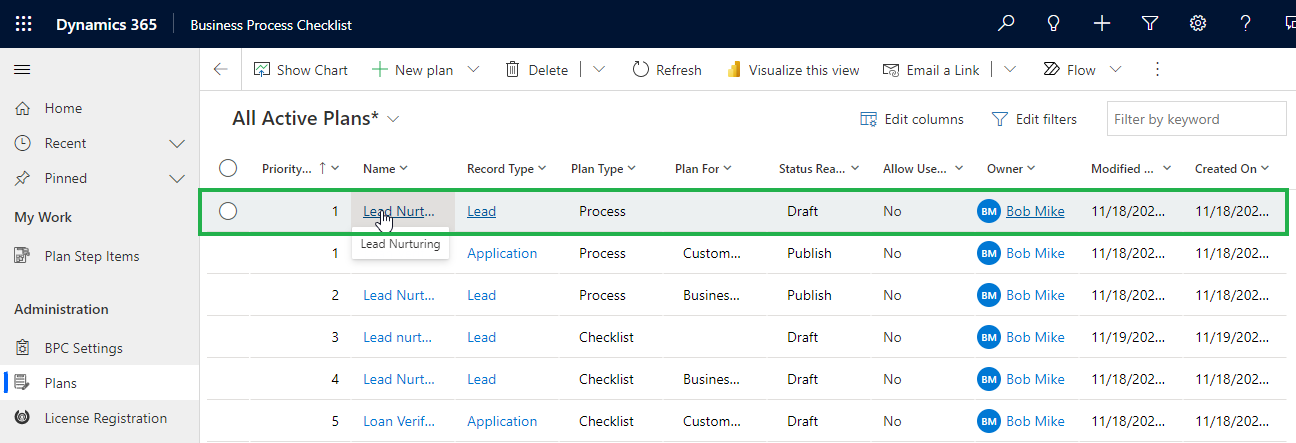 Dynamics 365 Business Process Checklist
Show Chart New plan Delete Refresh Visualize this view Email a Link Flow
Home
Recent
Pinned
My Work
Plan Step Items
Administration
BPC Settings
Plans
License Registration
All Active Plans* Edit columns Edit filters Filter by keyword
Priority... Name Record Type Plan Type Plan For Status Rea... Allow Use... Owner Modified ... Created On
1 Lead Nurt... Lead Process Draft No BM Bob Mike 11/18/202... 11/18/202...
Lead Nurturing
1 Application Process Custom... Publish No BM Bob Mike 11/18/202... 11/18/202...
2 Lead Nurt... Lead Process Busines... Publish No BM Bob Mike 11/18/202... 11/18/202...
3 Lead nurt... Lead Checklist Draft No BM Bob Mike 11/19/202... 11/19/202...
4 Lead Nurt... Lead Checklist Busines... Draft No BM Bob Mike 11/18/202... 11/18/202...
5 Loan Verif... Application Checklist Custom... Draft No BM Bob Mike 11/18/202... 11/18/202...